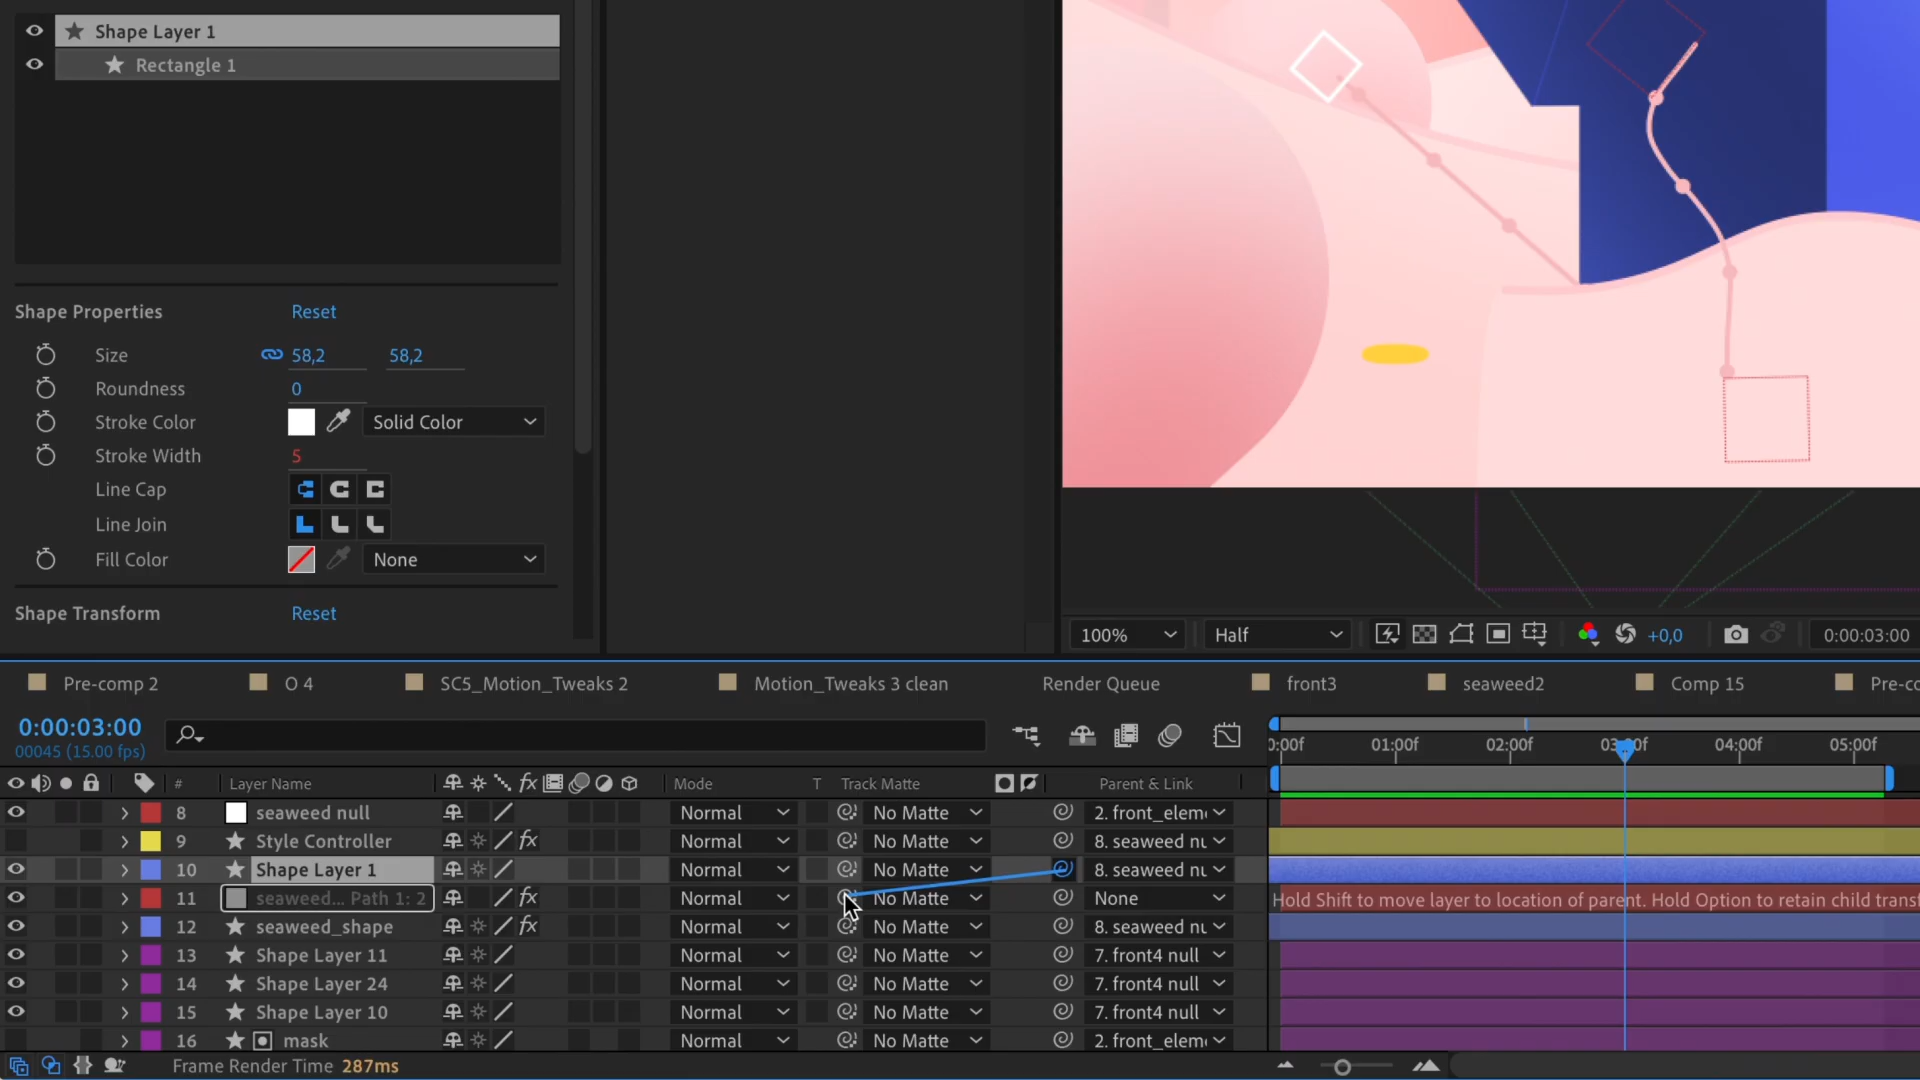 Shape Layer 1
Rectangle 1
Shape Properties Reset
Size 58,2 58,2
Roundness 0
Stroke Color Solid Color
Stroke Width 5
Line Cap
Line Join
Fill Color None
Shape Transform Reset
100% Half +0,0 0:00:03:00
Pre-comp 2 O 4 SC5_Motion_Tweaks 2 Motion_Tweaks 3 clean Render Queue front3 seaweed2 Comp 15 Pre-co
0:00:03:00
00045 (15.00 fps)
0:00f 01:00f 02:00f 03:00f 04:00f 05:00f
# Layer Name fx Mode T Track Matte Parent & Link
8 seaweed null Normal No Matte 2. front_elem
9 Style Controller fx Normal No Matte 8. seaweed nu
10 Shape Layer 1 Normal No Matte 8. seaweed nu
11 seaweed... Path 1: 2 fx Normal No Matte None Hold Shift to move layer to location of parent. Hold Option to retain child transf
12 seaweed_shape fx Normal No Matte 8. seaweed nu
13 Shape Layer 11 Normal No Matte 7. front4 null
14 Shape Layer 24 Normal No Matte 7. front4 null
15 Shape Layer 10 Normal No Matte 7. front4 null
16 mask Normal No Matte 2. front_elem
Frame Render Time 287ms